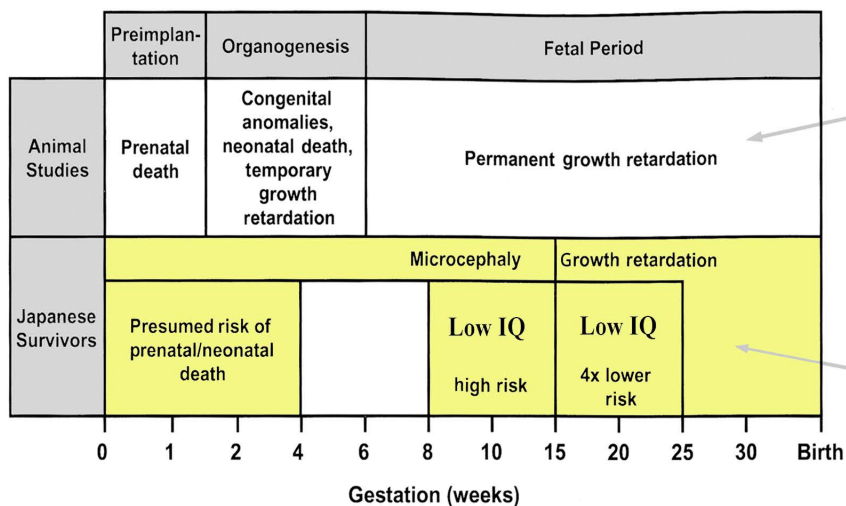 Preimplan-
tation
Organogenesis
Fetal Period
Animal
Studies
Prenatal
death
Congenital
anomalies,
neonatal death,
temporary
growth
retardation
Permanent growth retardation
Japanese
Survivors
Microcephaly
Growth retardation
Presumed risk of
prenatal/neonatal
death
Low IQ
high risk
Low IQ
4x lower
risk
0 1 2 4 6 8 10 15 20 25 30 Birth
Gestation (weeks)